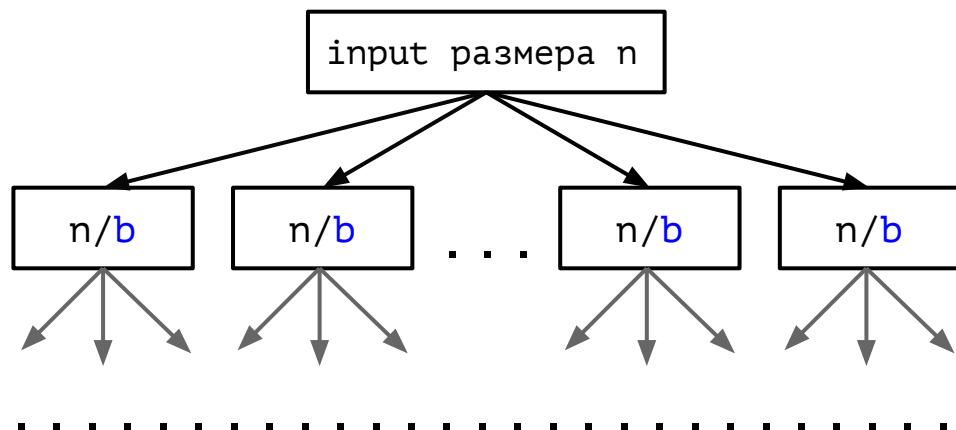 input размера n
n/b n/b . . . n/b n/b